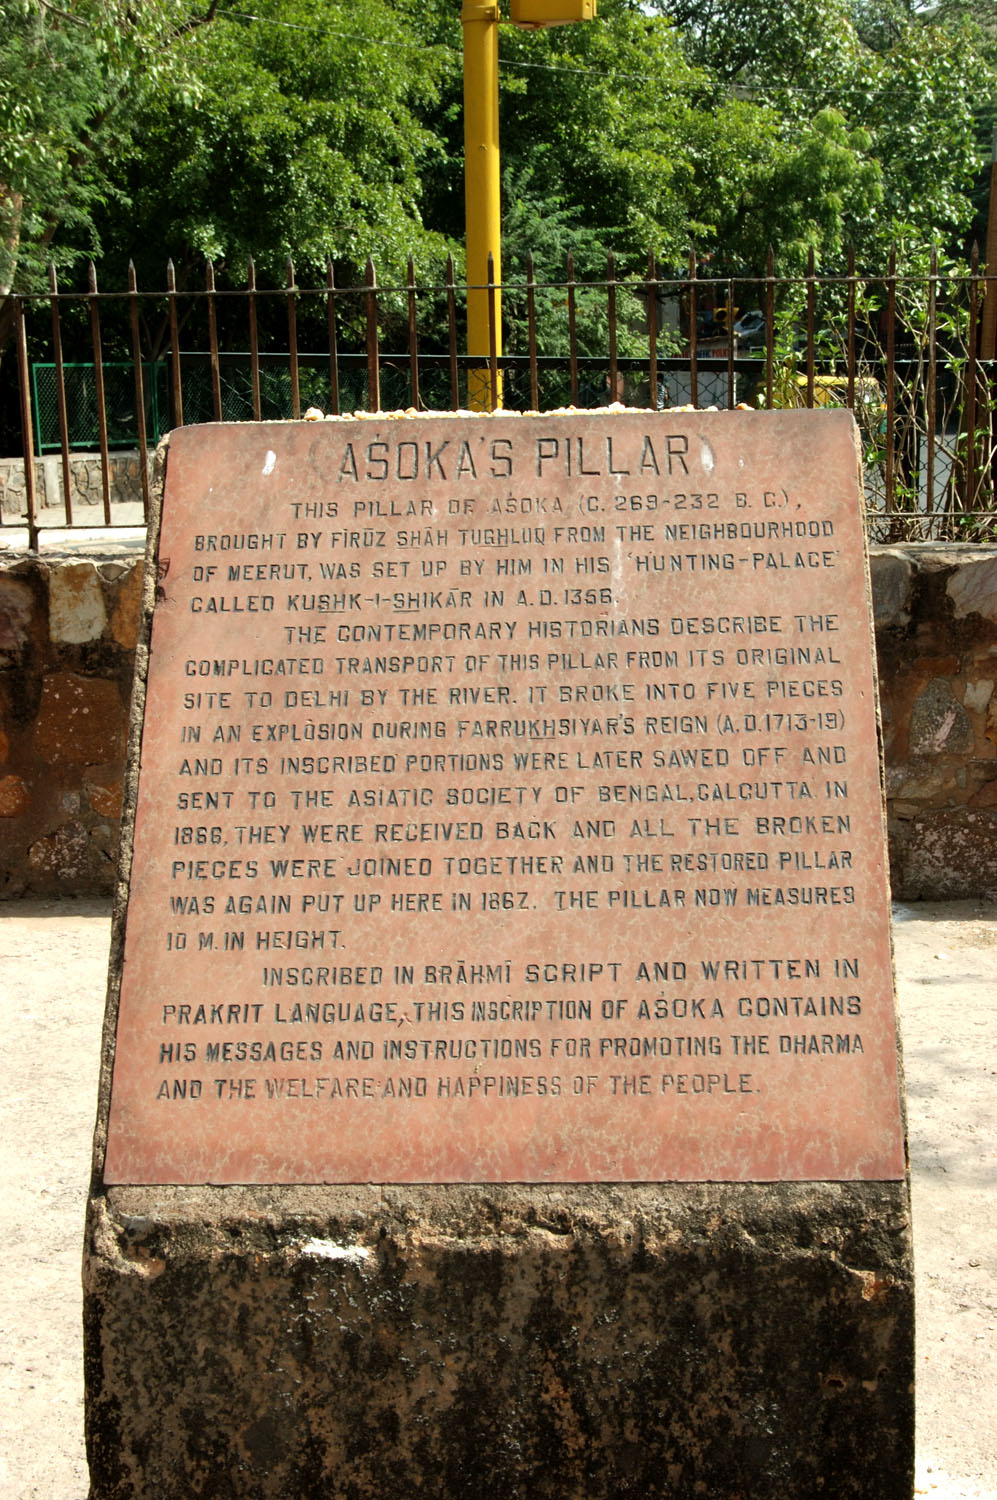 AŚOKA'S PILLAR
THIS PILLAR OF AŚOKA (C. 269-232 B. C.),
BROUGHT BY FĪRŪZ SHĀH TUGHLUQ FROM THE NEIGHBOURHOOD
OF MEERUT, WAS SET UP BY HIM IN HIS 'HUNTING-PALACE'
CALLED KUSHK-I-SHIKĀR IN A.D. 1356.
THE CONTEMPORARY HISTORIANS DESCRIBE THE
COMPLICATED TRANSPORT OF THIS PILLAR FROM ITS ORIGINAL
SITE TO DELHI BY THE RIVER. IT BROKE INTO FIVE PIECES
IN AN EXPLOSION DURING FARRUKHSIYAR'S REIGN (A.D. 1713-19)
AND ITS INSCRIBED PORTIONS WERE LATER SAWED OFF AND
SENT TO THE ASIATIC SOCIETY OF BENGAL, CALCUTTA. IN
1866, THEY WERE RECEIVED BACK AND ALL THE BROKEN
PIECES WERE JOINED TOGETHER AND THE RESTORED PILLAR
WAS AGAIN PUT UP HERE IN 1867. THE PILLAR NOW MEASURES
10 M. IN HEIGHT.
INSCRIBED IN BRĀHMĪ SCRIPT AND WRITTEN IN
PRAKRIT LANGUAGE, THIS INSCRIPTION OF AŚOKA CONTAINS
HIS MESSAGES AND INSTRUCTIONS FOR PROMOTING THE DHARMA
AND THE WELFARE AND HAPPINESS OF THE PEOPLE.